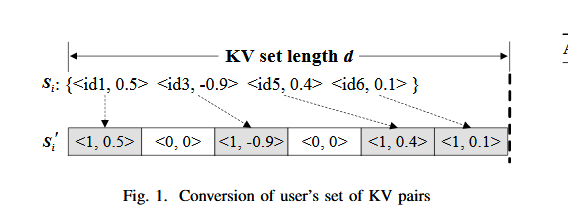 KV set length d
Si: {<id1, 0.5> <id3, -0.9> <id5, 0.4> <id6, 0.1> }
Si′ <1, 0.5> <0, 0> <1, -0.9> <0, 0> <1, 0.4> <1, 0.1>
Fig. 1. Conversion of user's set of KV pairs